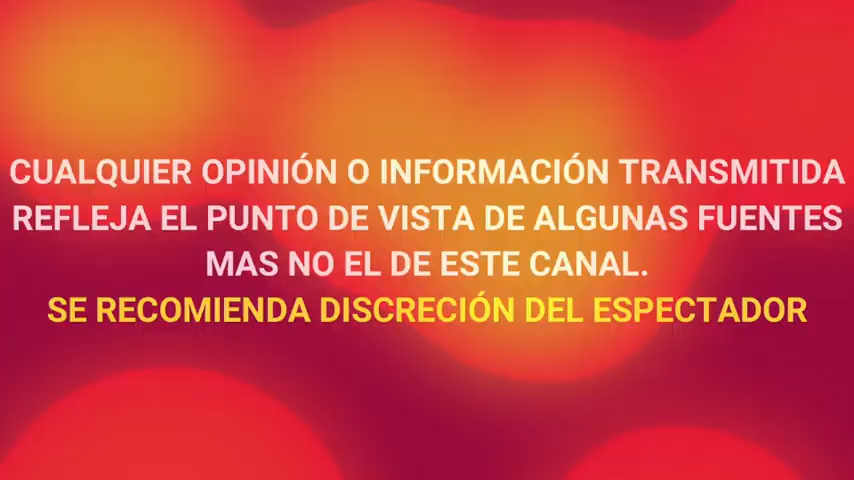 CUALQUIER OPINIÓN O INFORMACIÓN TRANSMITIDA
REFLEJA EL PUNTO DE VISTA DE ALGUNAS FUENTES
MAS NO EL DE ESTE CANAL.
SE RECOMIENDA DISCRECIÓN DEL ESPECTADOR